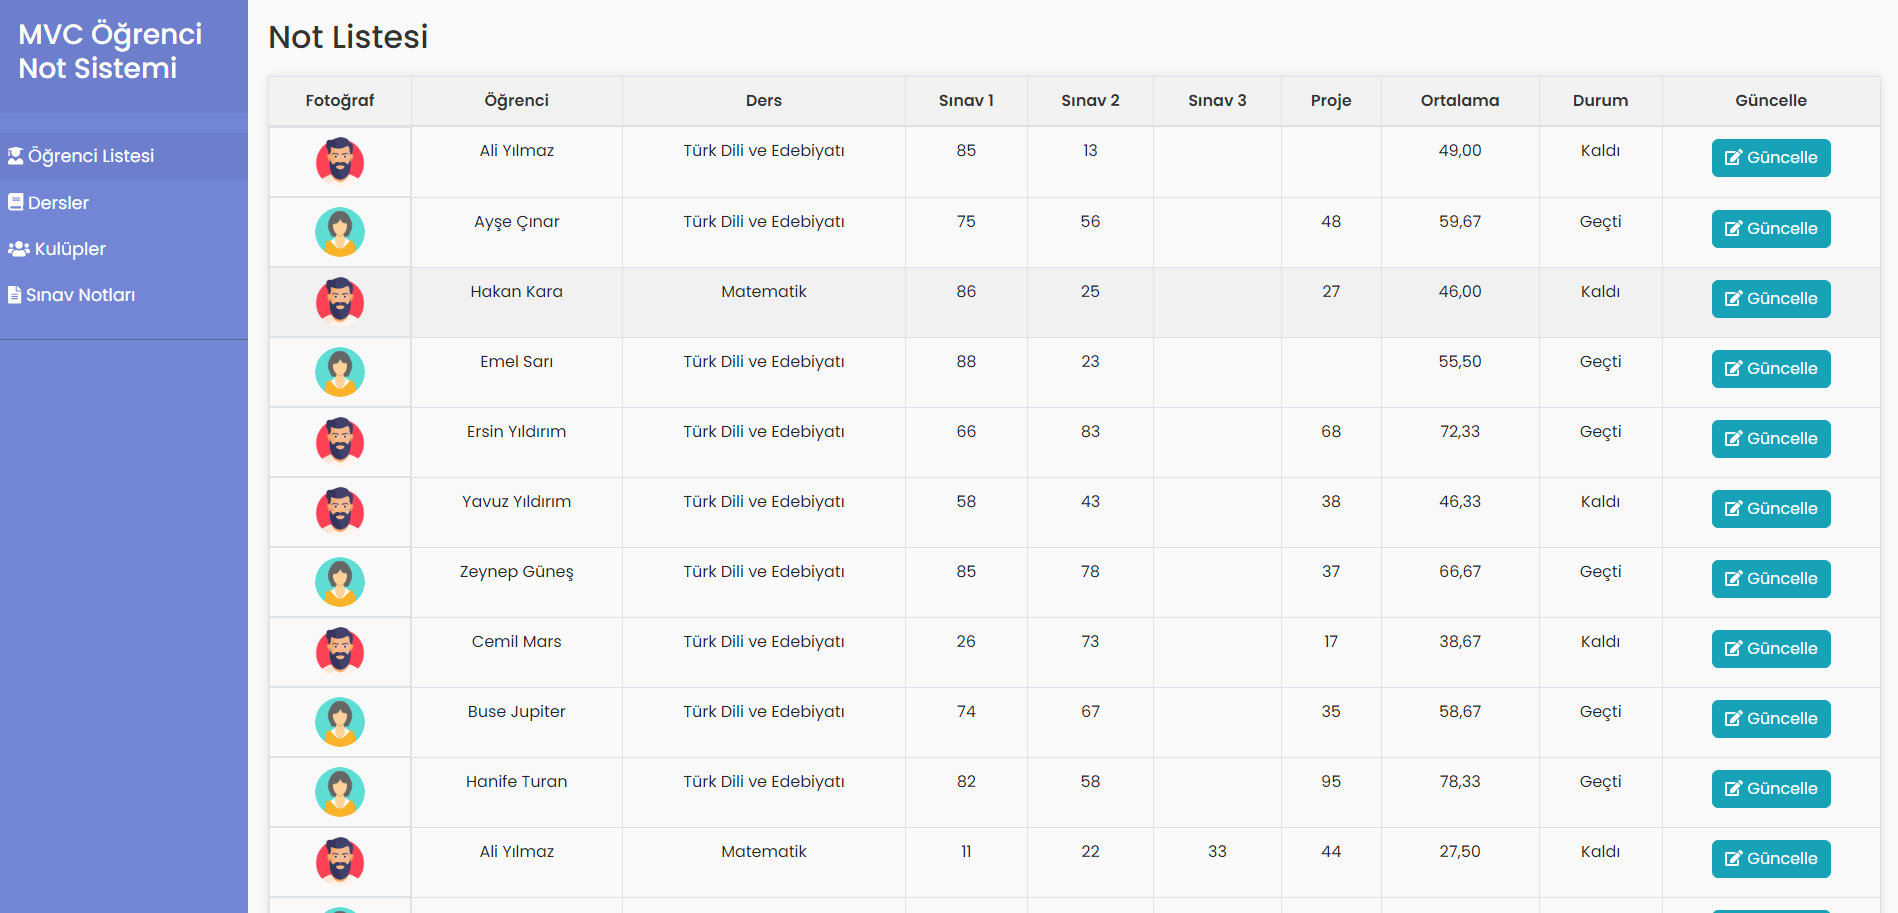 MVC Öğrenci
Not Sistemi
Öğrenci Listesi
Dersler
Kulüpler
Sınav Notları
Not Listesi
Fotoğraf Öğrenci Ders Sınav 1 Sınav 2 Sınav 3 Proje Ortalama Durum Güncelle
Ali Yılmaz Türk Dili ve Edebiyatı 85 13 49,00 Kaldı Güncelle
Ayşe Çınar Türk Dili ve Edebiyatı 75 56 48 59,67 Geçti Güncelle
Hakan Kara Matematik 86 25 27 46,00 Kaldı Güncelle
Emel Sarı Türk Dili ve Edebiyatı 88 23 55,50 Geçti Güncelle
Ersin Yıldırım Türk Dili ve Edebiyatı 66 83 68 72,33 Geçti Güncelle
Yavuz Yıldırım Türk Dili ve Edebiyatı 58 43 38 46,33 Kaldı Güncelle
Zeynep Güneş Türk Dili ve Edebiyatı 85 78 37 66,67 Geçti Güncelle
Cemil Mars Türk Dili ve Edebiyatı 26 73 17 38,67 Kaldı Güncelle
Buse Jupiter Türk Dili ve Edebiyatı 74 67 35 58,67 Geçti Güncelle
Hanife Turan Türk Dili ve Edebiyatı 82 58 95 78,33 Geçti Güncelle
Ali Yılmaz Matematik 11 22 33 44 27,50 Kaldı Güncelle